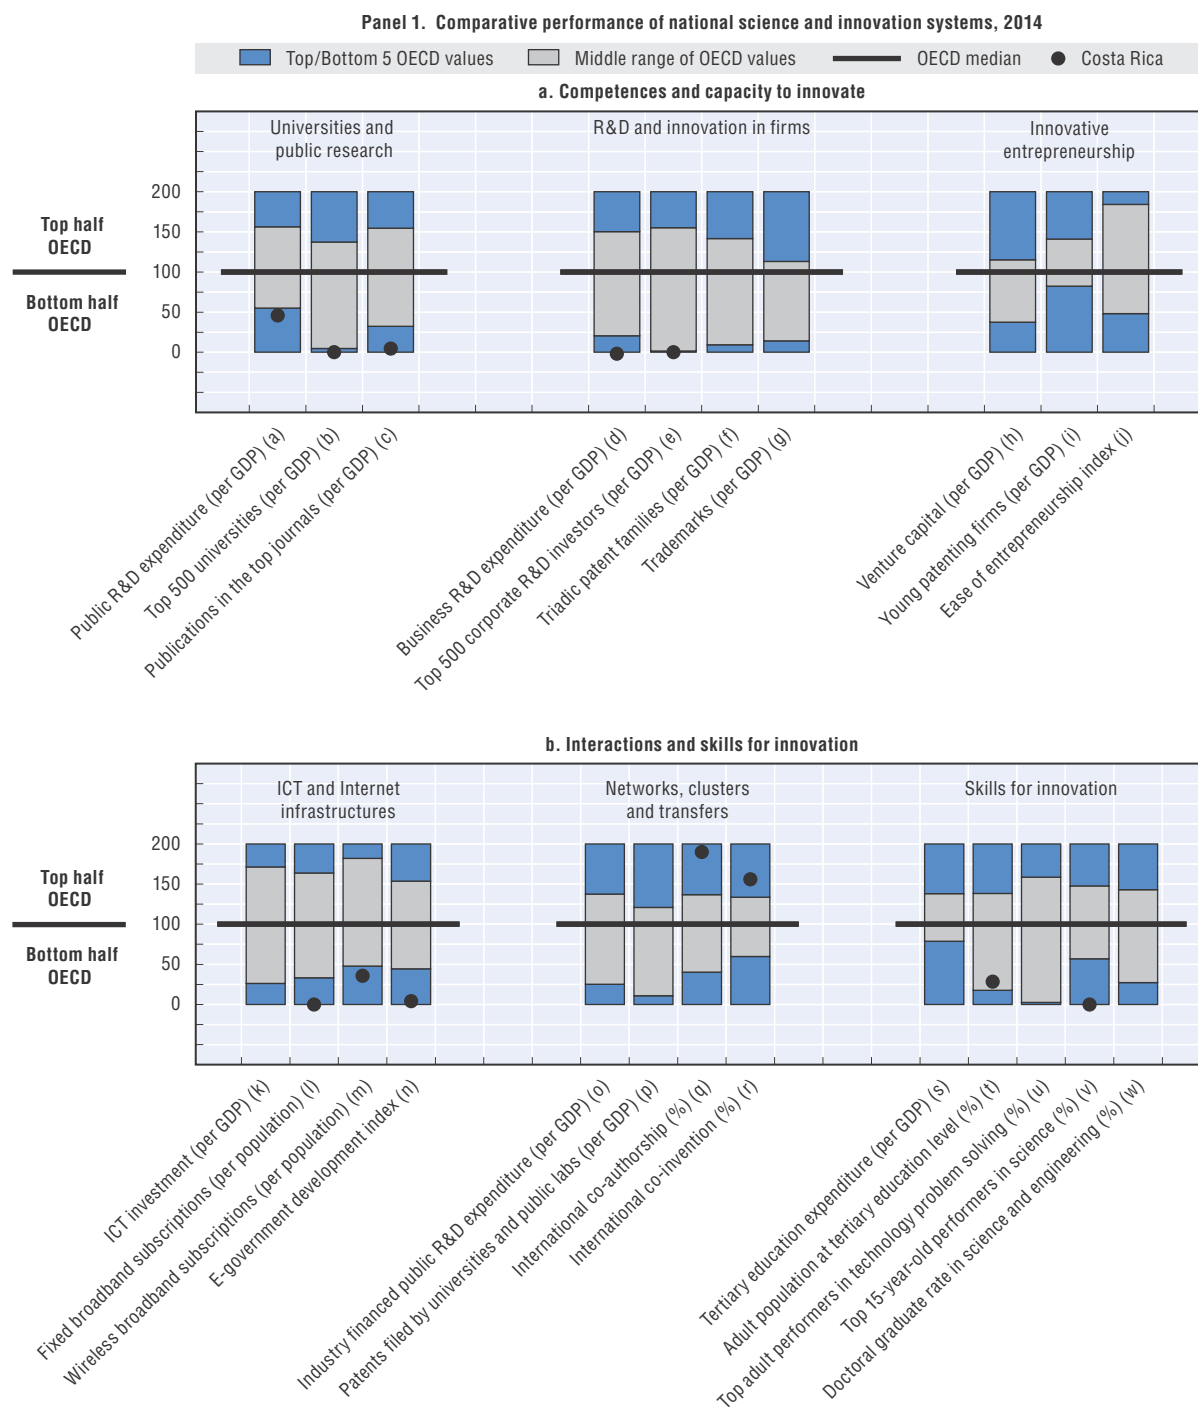 Panel 1. Comparative performance of national science and innovation systems, 2014
Top/Bottom 5 OECD values
Middle range of OECD values
OECD median
Costa Rica
a. Competences and capacity to innovate
Universities and
public research
R&D and innovation in firms
Innovative
entrepreneurship
200
150
100
50
0
Top half
OECD
Bottom half
OECD
Public R&D expenditure (per GDP) (a)
Top 500 universities (per GDP) (b)
Publications in the top journals (per GDP) (c)
Business R&D expenditure (per GDP) (d)
Top 500 corporate R&D investors (per GDP) (e)
Triadic patent families (per GDP) (f)
Trademarks (per GDP) (g)
Venture capital (per GDP) (h)
Young patenting firms (per GDP) (i)
Ease of entrepreneurship index (j)
b. Interactions and skills for innovation
ICT and Internet
infrastructures
Networks, clusters
and transfers
Skills for innovation
200
150
100
50
0
Top half
OECD
Bottom half
OECD
ICT investment (per GDP) (k)
Fixed broadband subscriptions (per population) (l)
Wireless broadband subscriptions (per population) (m)
E-government development index (n)
Industry financed public R&D expenditure (per GDP) (o)
Patents filed by universities and public labs (per GDP) (p)
International co-authorship (%) (q)
International co-invention (%) (r)
Tertiary education expenditure (per GDP) (s)
Adult population at tertiary education level (%) (t)
Top adult performers in technology problem solving (%) (u)
Top 15-year-old performers in science (%) (v)
Doctoral graduate rate in science and engineering (%) (w)